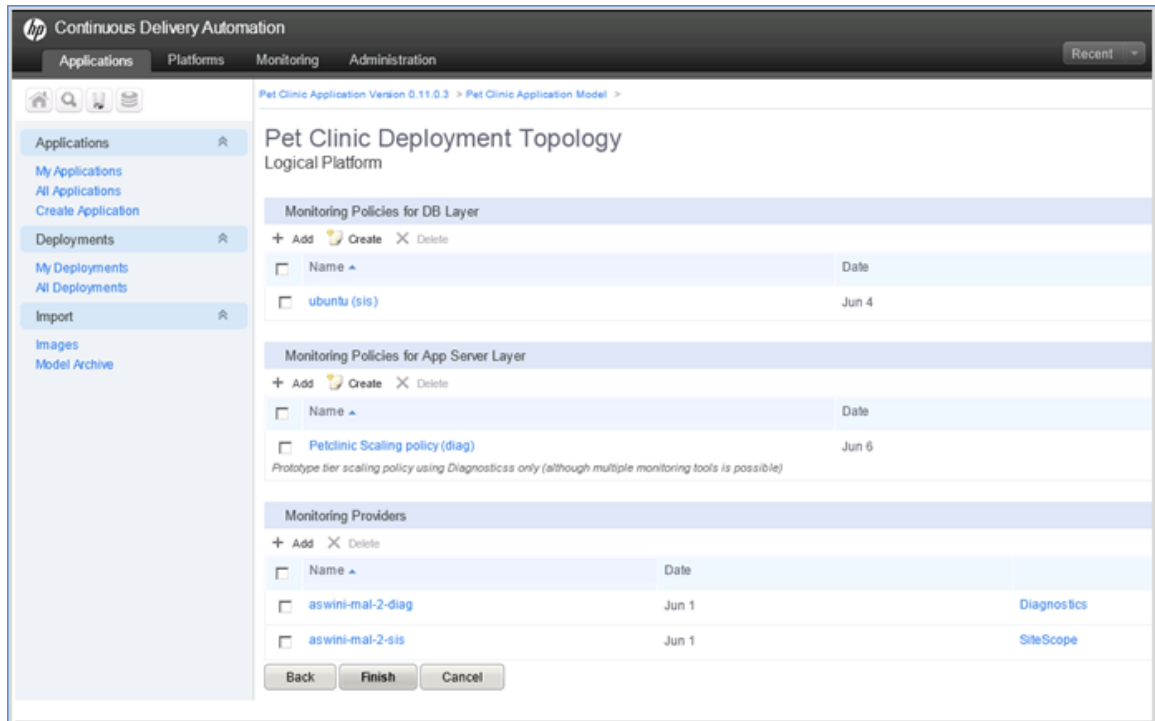 hp Continuous Delivery Automation
Applications Platforms Monitoring Administration Recent
Pet Clinic Application Version 0.11.0.3 > Pet Clinic Application Model >
Applications
My Applications
All Applications
Create Application
Deployments
My Deployments
All Deployments
Import
Images
Model Archive
Pet Clinic Deployment Topology
Logical Platform
Monitoring Policies for DB Layer
+ Add Create X Delete
Name Date
ubuntu (sis) Jun 4
Monitoring Policies for App Server Layer
+ Add Create X Delete
Name Date
Petclinic Scaling policy (diag) Jun 6
Prototype tier scaling policy using Diagnosticss only (although multiple monitoring tools is possible)
Monitoring Providers
+ Add X Delete
Name Date
aswini-mal-2-diag Jun 1 Diagnostics
aswini-mal-2-sis Jun 1 SiteScope
Back Finish Cancel